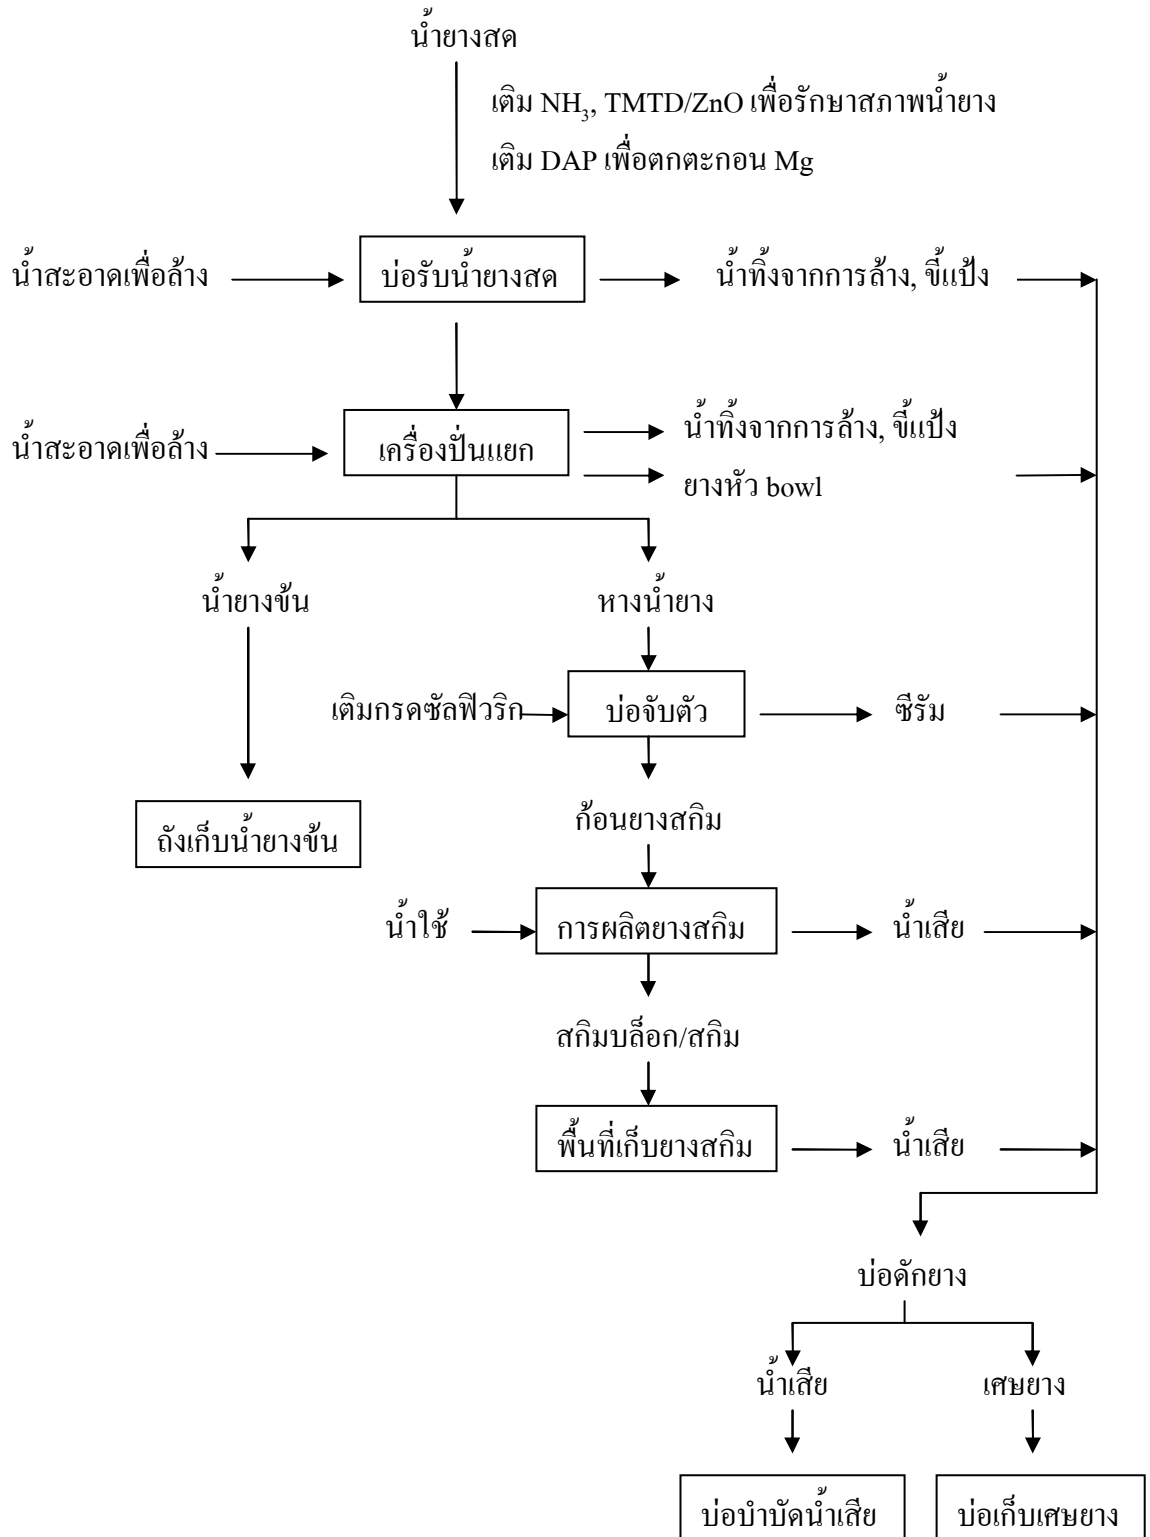 น้ำยางสด
เติม NH₃, TMTD/ZnO เพื่อรักษาสภาพน้ำยาง
เติม DAP เพื่อตกตะกอน Mg
น้ำสะอาดเพื่อล้าง
บ่อรับน้ำยางสด
น้ำทิ้งจากการล้าง, ขี้แป้ง
น้ำสะอาดเพื่อล้าง
เครื่องปั่นแยก
น้ำทิ้งจากการล้าง, ขี้แป้ง
ยางหัว bowl
น้ำยางข้น
หางน้ำยาง
เติมกรดซัลฟิวริก
บ่อจับตัว
ซีรัม
ก้อนยางสกิม
ถังเก็บน้ำยางข้น
น้ำใช้
การผลิตยางสกิม
น้ำเสีย
สกิมบล็อก/สกิม
พื้นที่เก็บยางสกิม
น้ำเสีย
บ่อดักยาง
น้ำเสีย
เศษยาง
บ่อบำบัดน้ำเสีย
บ่อเก็บเศษยาง